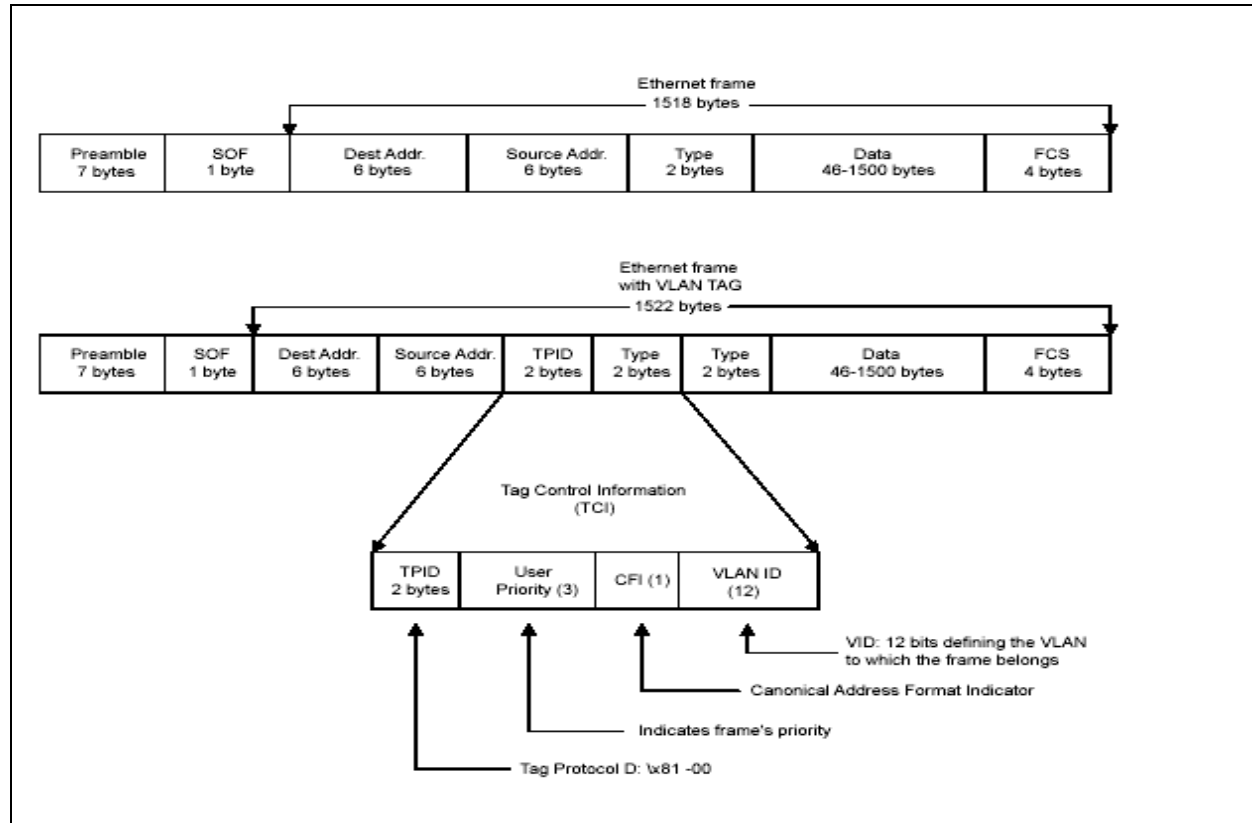 Ethernet frame
1518 bytes
Preamble
7 bytes
SOF
1 byte
Dest Addr.
6 bytes
Source Addr.
6 bytes
Type
2 bytes
Data
46-1500 bytes
FCS
4 bytes
Ethernet frame
with VLAN TAG
1522 bytes
Preamble
7 bytes
SOF
1 byte
Dest Addr.
6 bytes
Source Addr.
6 bytes
TPID
2 bytes
Type
2 bytes
Type
2 bytes
Data
46-1500 bytes
FCS
4 bytes
Tag Control Information
(TCI)
TPID
2 bytes
User
Priority (3)
CFI (1)
VLAN ID
(12)
VID: 12 bits defining the VLAN
to which the frame belongs
Canonical Address Format Indicator
Indicates frame's priority
Tag Protocol D: \x81 -00